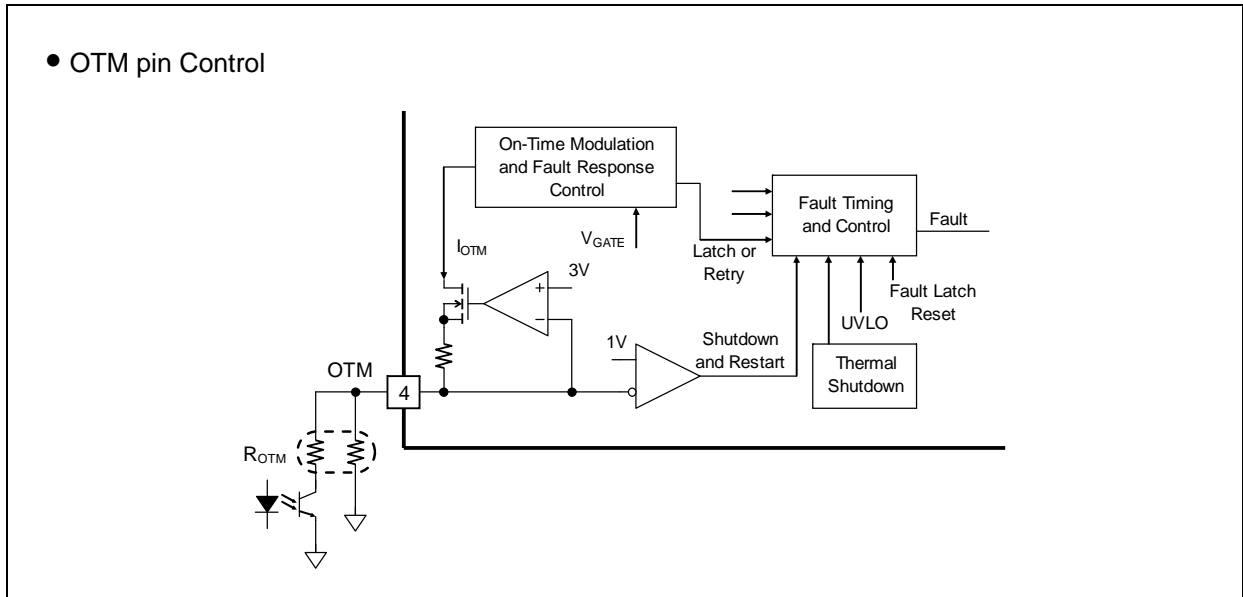 ● OTM pin Control
On-Time Modulation
and Fault Response
Control
Fault Timing
and Control
Fault
V_GATE
Latch or
Retry
I_OTM
3V
Fault Latch
Reset
UVLO
1V
Shutdown
and Restart
Thermal
Shutdown
OTM
4
R_OTM
+
−